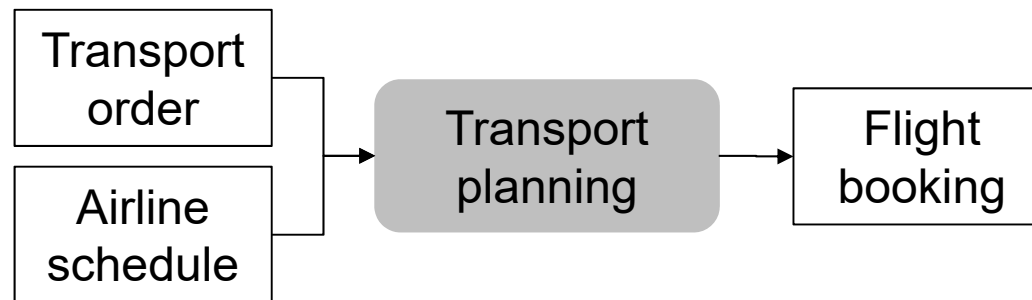 Transport
order
Airline
schedule
Transport
planning
Flight
booking